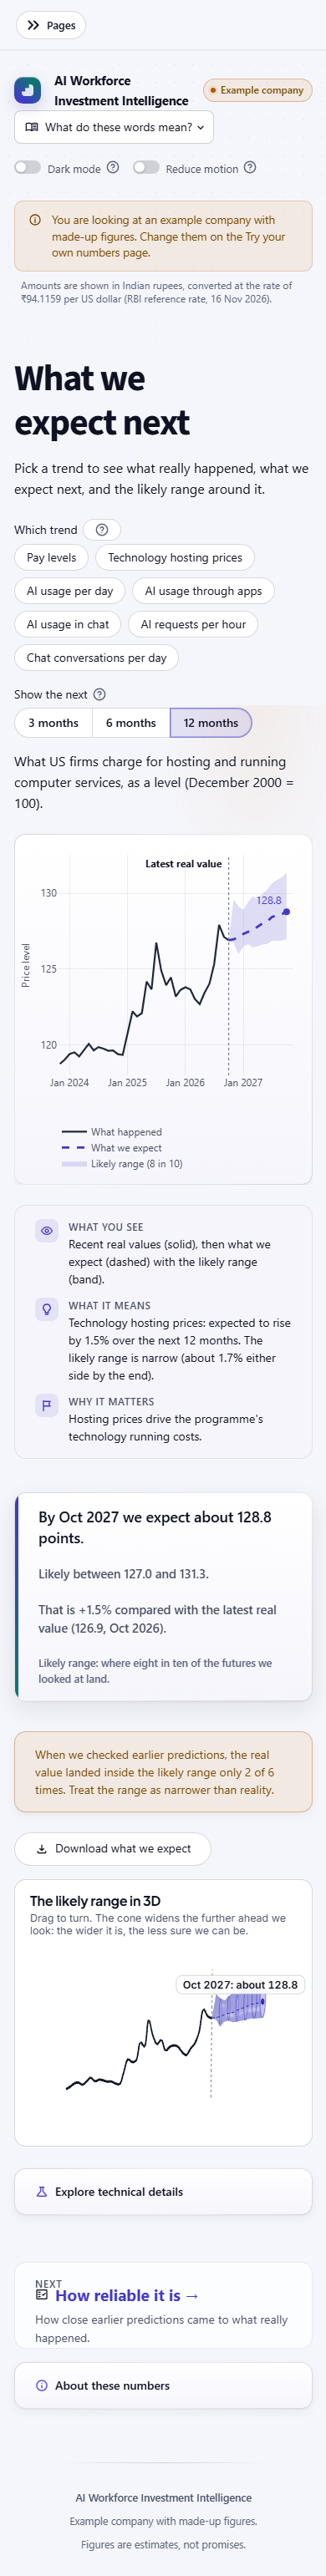 Pages
AI Workforce
Investment Intelligence
Example company
What do these words mean?
Dark mode
Reduce motion
You are looking at an example company with
made-up figures. Change them on the Try your
own numbers page.
Amounts are shown in Indian rupees, converted at the rate of
₹94.1159 per US dollar (RBI reference rate, 16 Nov 2026).
What we
expect next
Pick a trend to see what really happened, what we
expect next, and the likely range around it.
Which trend
Pay levels
Technology hosting prices
AI usage per day
AI usage through apps
AI usage in chat
AI requests per hour
Chat conversations per day
Show the next
3 months
6 months
12 months
What US firms charge for hosting and running
computer services, as a level (December 2000 =
100).
Latest real value
128.8
130
125
120
Price level
Jan 2024
Jan 2025
Jan 2026
Jan 2027
What happened
What we expect
Likely range (8 in 10)
WHAT YOU SEE
Recent real values (solid), then what we
expect (dashed) with the likely range
(band).
WHAT IT MEANS
Technology hosting prices: expected to rise
by 1.5% over the next 12 months. The
likely range is narrow (about 1.7% either
side by the end).
WHY IT MATTERS
Hosting prices drive the programme's
technology running costs.
By Oct 2027 we expect about 128.8
points.
Likely between 127.0 and 131.3.
That is +1.5% compared with the latest real
value (126.9, Oct 2026).
Likely range: where eight in ten of the futures we
looked at land.
When we checked earlier predictions, the real
value landed inside the likely range only 2 of 6
times. Treat the range as narrower than reality.
Download what we expect
The likely range in 3D
Drag to turn. The cone widens the further ahead we
look: the wider it is, the less sure we can be.
Oct 2027: about 128.8
Explore technical details
NEXT
How reliable it is →
How close earlier predictions came to what really
happened.
About these numbers
AI Workforce Investment Intelligence
Example company with made-up figures.
Figures are estimates, not promises.